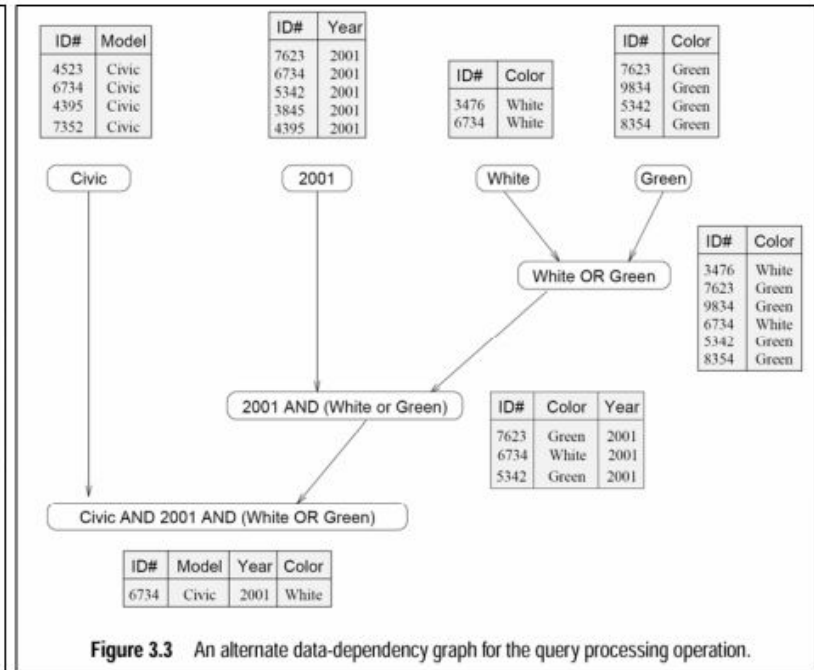 ID# Model
4523 Civic
6734 Civic
4395 Civic
7352 Civic
ID# Year
7623 2001
6734 2001
5342 2001
3845 2001
4395 2001
ID# Color
3476 White
6734 White
ID# Color
7623 Green
9834 Green
5342 Green
8354 Green
Civic
2001
White
Green
White OR Green
ID# Color
3476 White
7623 Green
9834 Green
6734 White
5342 Green
8354 Green
2001 AND (White or Green)
ID# Color Year
7623 Green 2001
6734 White 2001
5342 Green 2001
Civic AND 2001 AND (White OR Green)
ID# Model Year Color
6734 Civic 2001 White
Figure 3.3 An alternate data-dependency graph for the query processing operation.